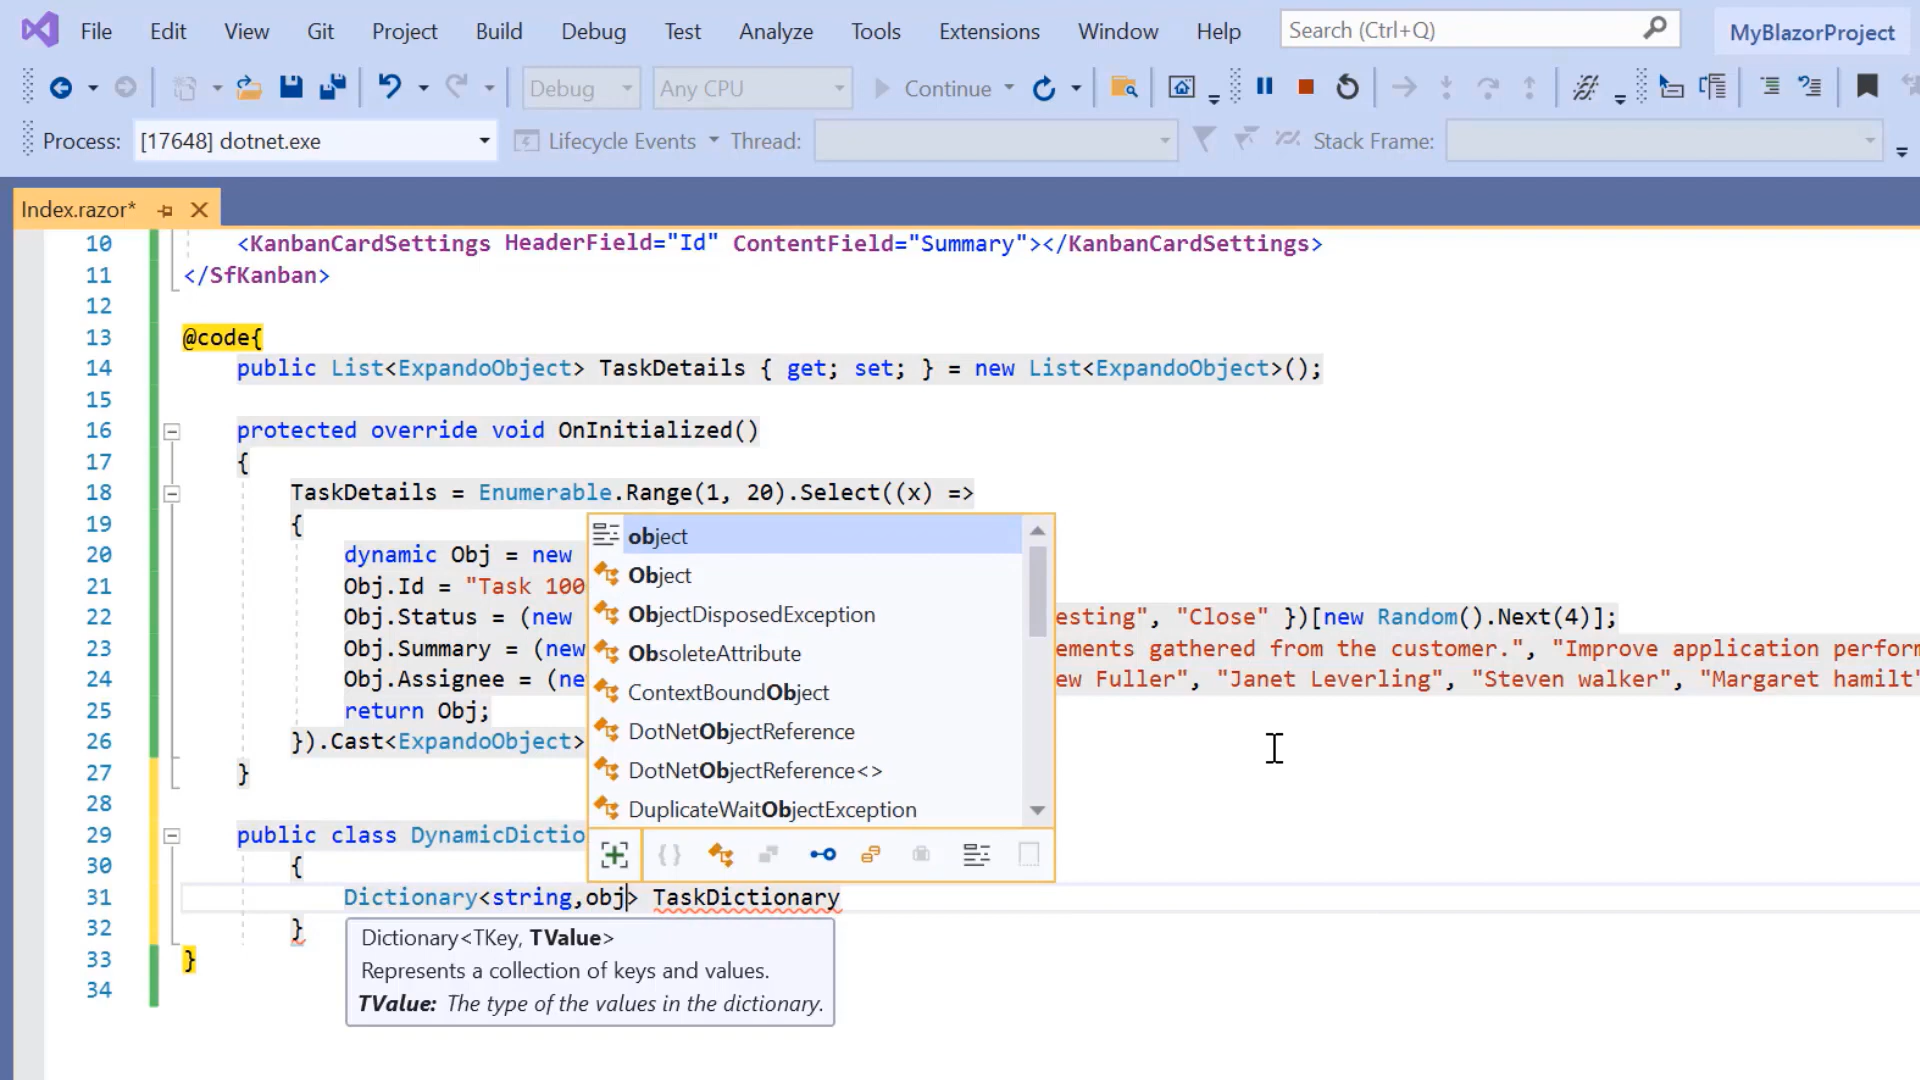 File Edit View Git Project Build Debug Test Analyze Tools Extensions Window Help Search (Ctrl+Q) MyBlazorProject
Debug Any CPU Continue
Process: [17648] dotnet.exe Lifecycle Events Thread: Stack Frame:
Index.razor*
10 <KanbanCardSettings HeaderField="Id" ContentField="Summary"></KanbanCardSettings>
11 </SfKanban>
12
13 @code{
14 public List<ExpandoObject> TaskDetails { get; set; } = new List<ExpandoObject>();
15
16 protected override void OnInitialized()
17 {
18 TaskDetails = Enumerable.Range(1, 20).Select((x) =>
19 {
20 dynamic Obj = new
21 Obj.Id = "Task 100
22 Obj.Status = (new esting", "Close" })[new Random().Next(4)];
23 Obj.Summary = (new ements gathered from the customer.", "Improve application perform
24 Obj.Assignee = (ne ew Fuller", "Janet Leverling", "Steven walker", "Margaret hamilt"
25 return Obj;
26 }).Cast<ExpandoObject>
27 }
28
29 public class DynamicDictio
30 {
31 Dictionary<string,obj> TaskDictionary
32 }
33 }
34
object
Object
ObjectDisposedException
ObsoleteAttribute
ContextBoundObject
DotNetObjectReference
DotNetObjectReference<>
DuplicateWaitObjectException
Dictionary<TKey, TValue>
Represents a collection of keys and values.
TValue: The type of the values in the dictionary.